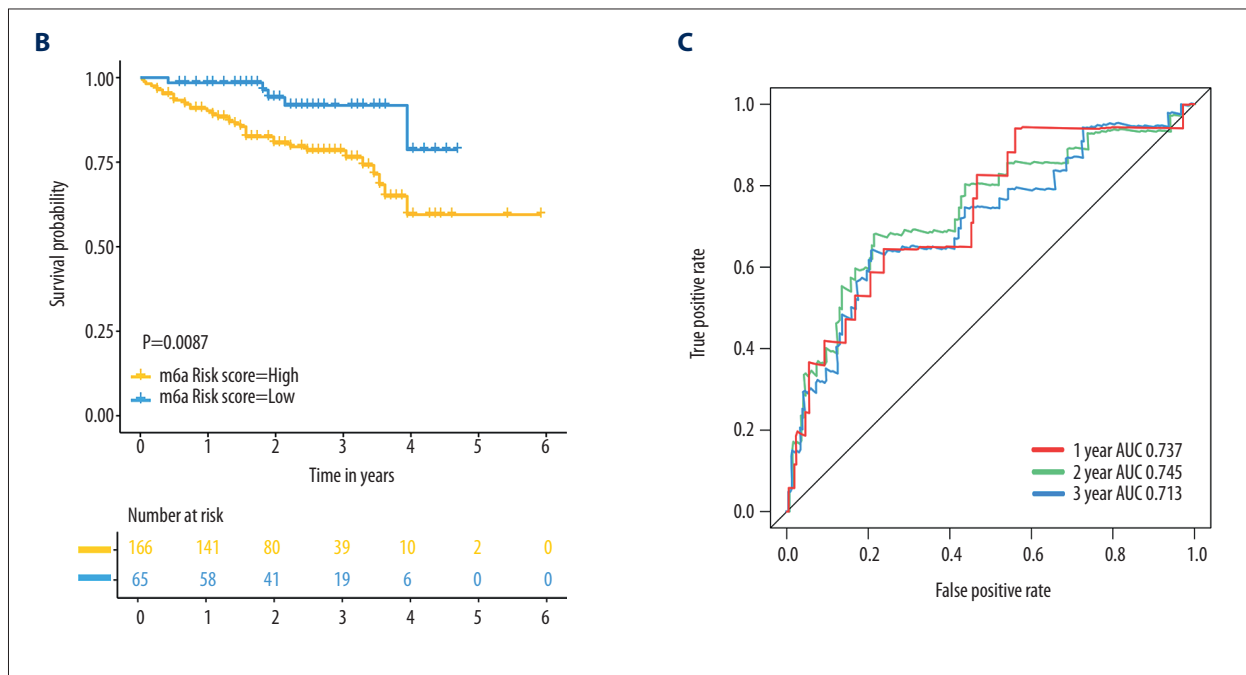 B
1.00
0.75
0.50
0.25
0.00
Survival probability
P=0.0087
m6a Risk score=High
m6a Risk score=Low
0 1 2 3 4 5 6
Time in years
Number at risk
166 141 80 39 10 2 0
65 58 41 19 6 0 0
0 1 2 3 4 5 6
C
1.0
0.8
0.6
0.4
0.2
0.0
True positive rate
1 year AUC 0.737
2 year AUC 0.745
3 year AUC 0.713
0.0 0.2 0.4 0.6 0.8 1.0
False positive rate